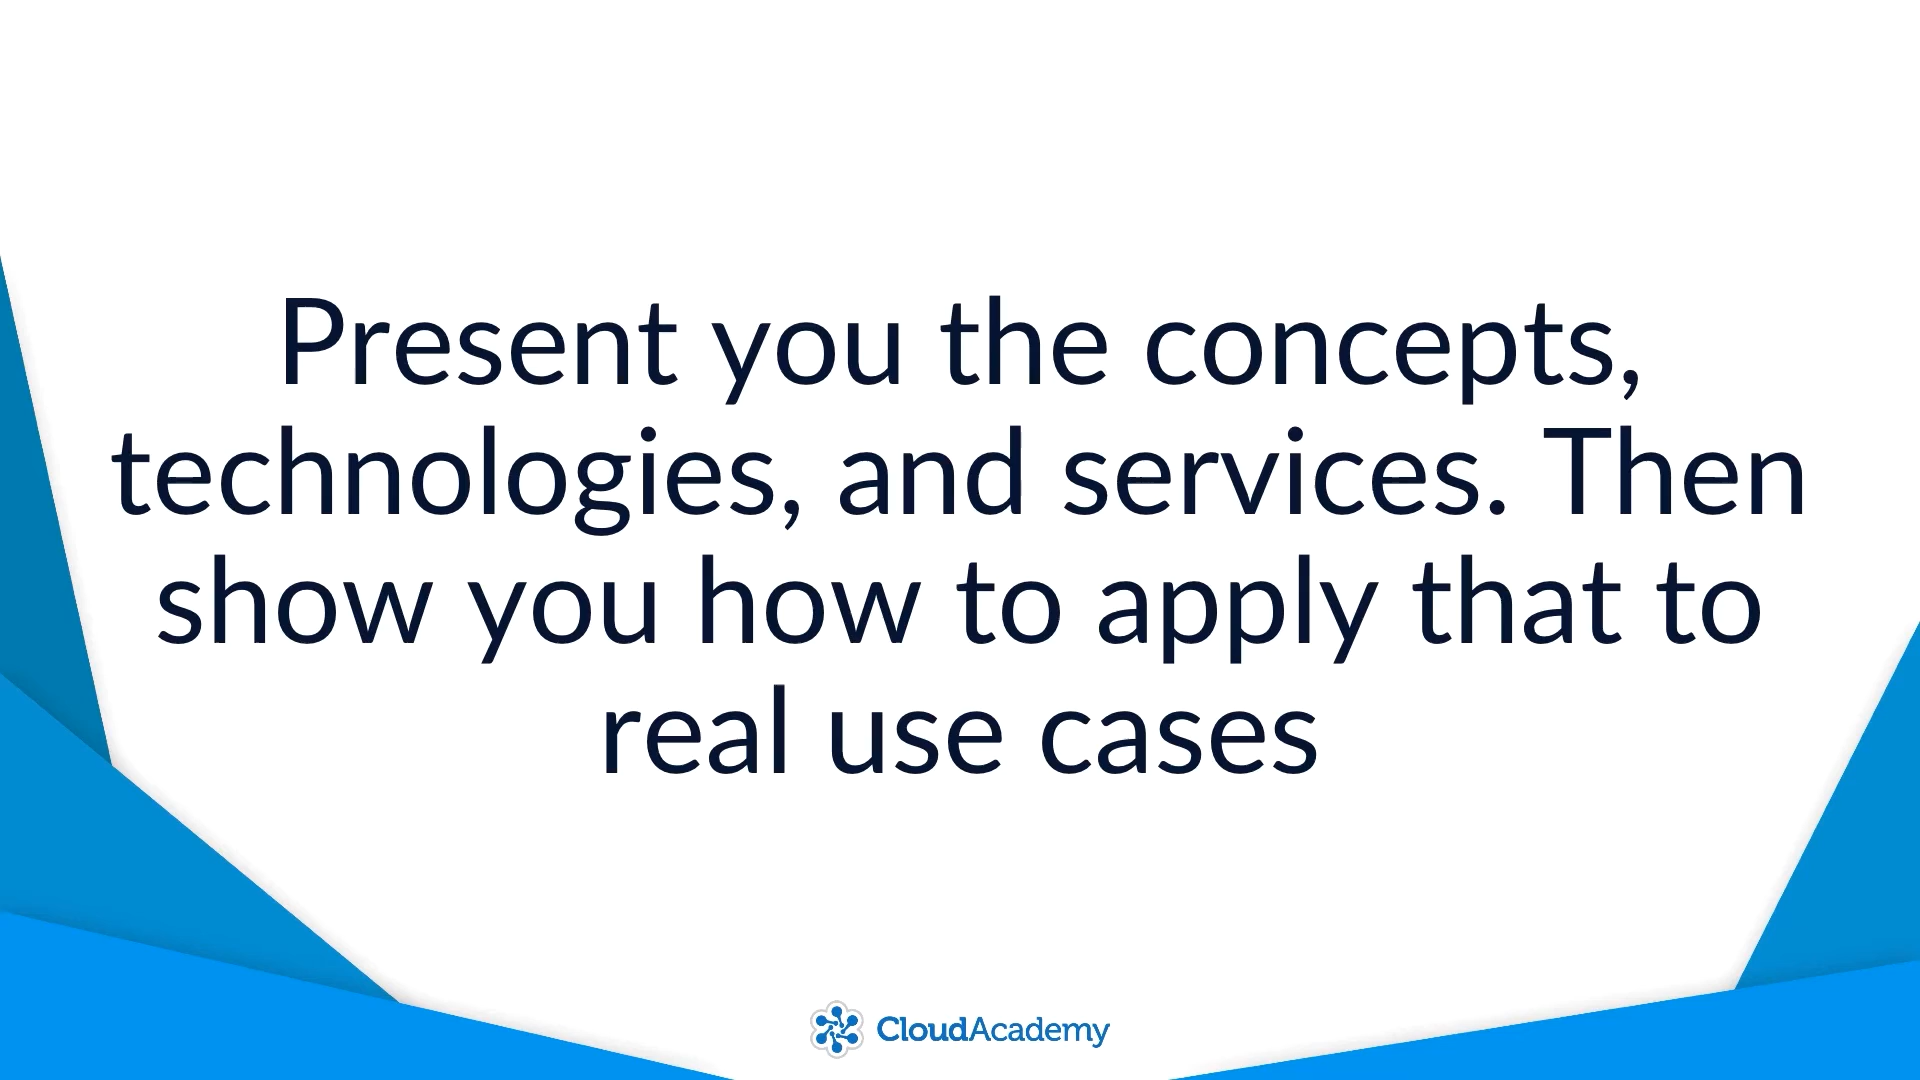 Present you the concepts,
technologies, and services. Then
show you how to apply that to
real use cases
CloudAcademy